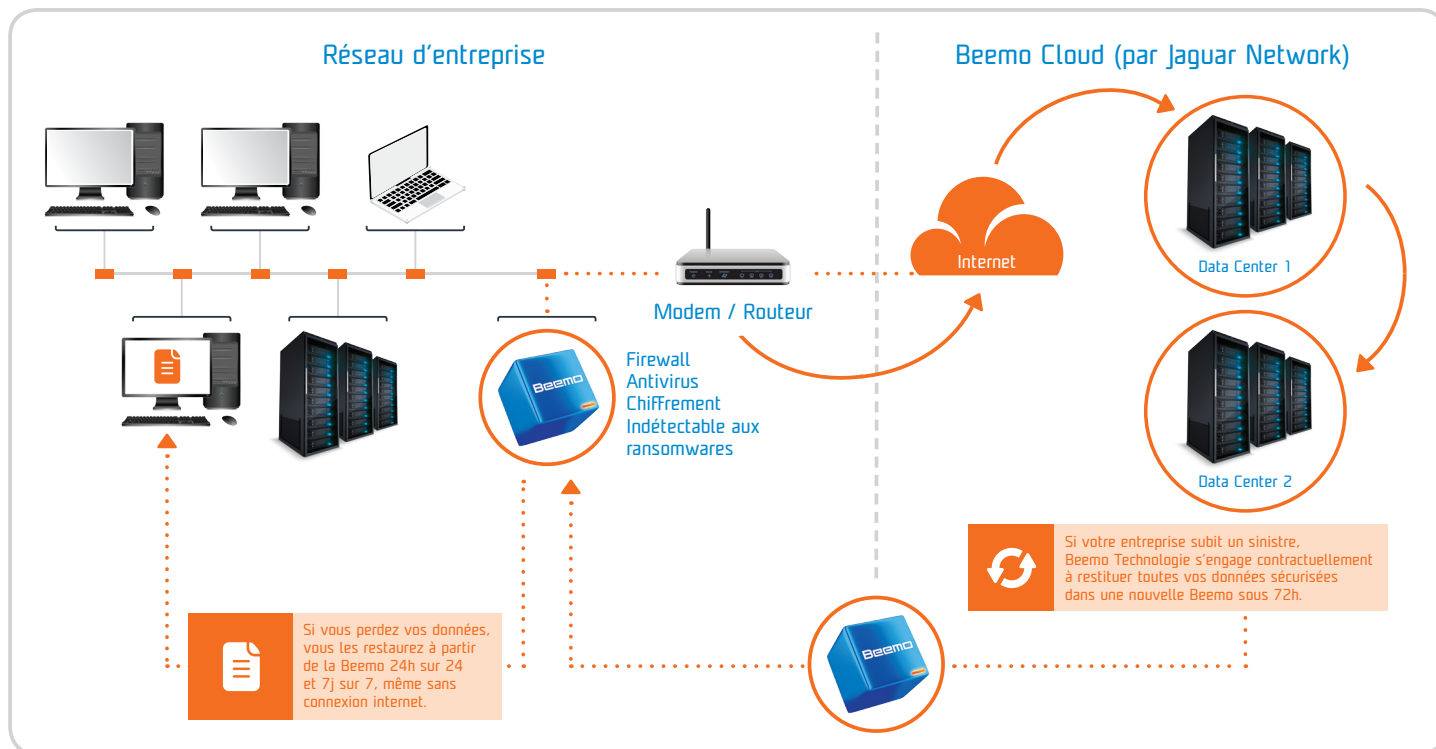 Réseau d'entreprise
Beemo Cloud (par Jaguar Network)
Internet
Data Center 1
Modem / Routeur
Beemo
Firewall
Antivirus
Chiffrement
Indétectable aux
ransomwares
Data Center 2
Si votre entreprise subit un sinistre,
Beemo Technologie s'engage contractuellement
à restituer toutes vos données sécurisées
dans une nouvelle Beemo sous 72h.
Si vous perdez vos données,
vous les restaurez à partir
de la Beemo 24h sur 24
et 7j sur 7, même sans
connexion internet.
Beemo